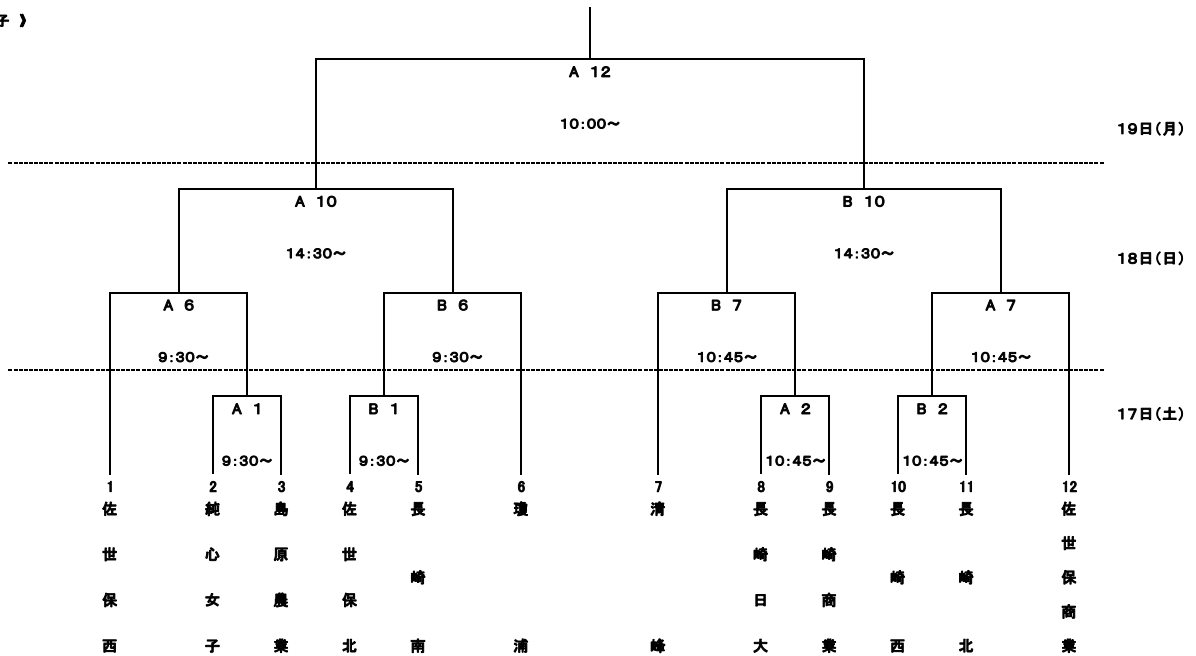 子 》
A 12
10:00～
19日(月)
A 10
B 10
14:30～
14:30～
18日(日)
A 6
B 6
B 7
A 7
9:30～
9:30～
10:45～
10:45～
A 1
B 1
A 2
B 2
17日(土)
9:30～
9:30～
10:45～
10:45～
1
2
3
4
5
6
7
8
9
10
11
12
佐世保西
純心女子
島原農業
佐世保北
長崎南
瓊浦
清峰
長崎日大
長崎商業
長崎西
長崎北
佐世保商業